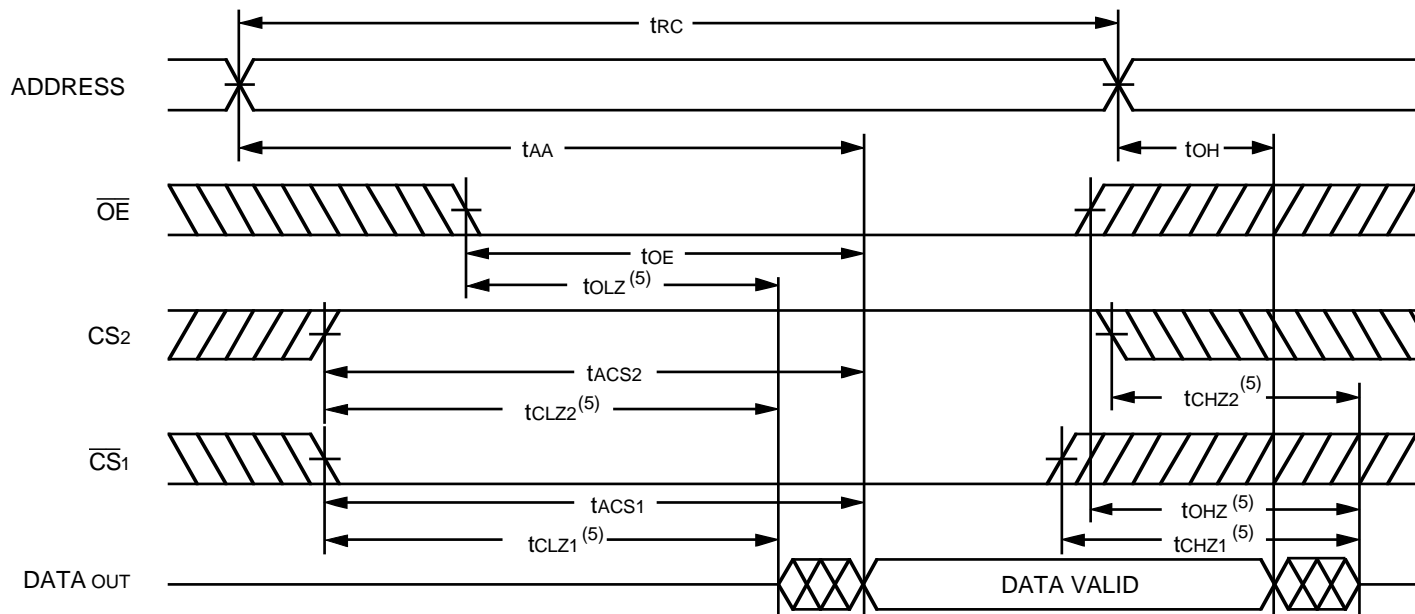 tRC
ADDRESS
tAA
tOH
OE
tOE
tOLZ (5)
CS2
tACS2
tCLZ2 (5)
tCHZ2 (5)
CS1
tACS1
tOHZ (5)
tCLZ1 (5)
tCHZ1 (5)
DATA OUT
DATA VALID